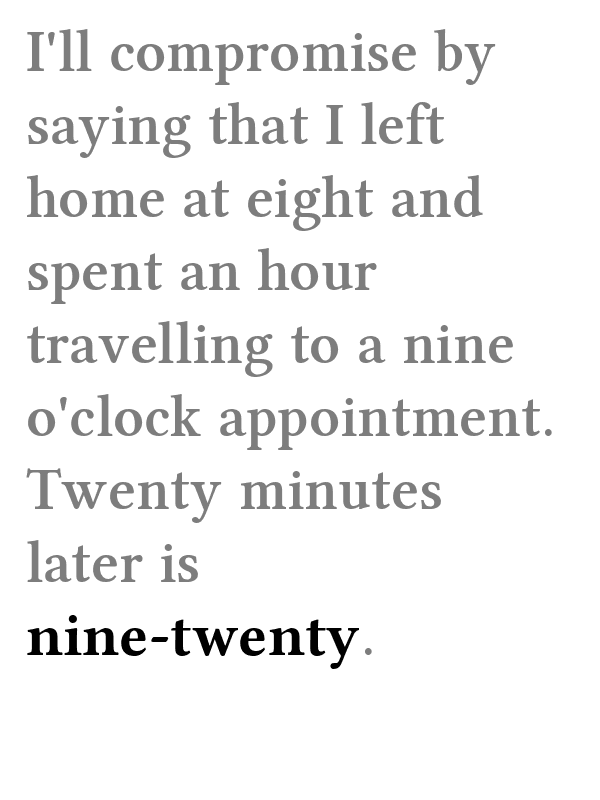 I'll compromise by
saying that I left
home at eight and
spent an hour
travelling to a nine
o'clock appointment.
Twenty minutes
later is
nine-twenty.